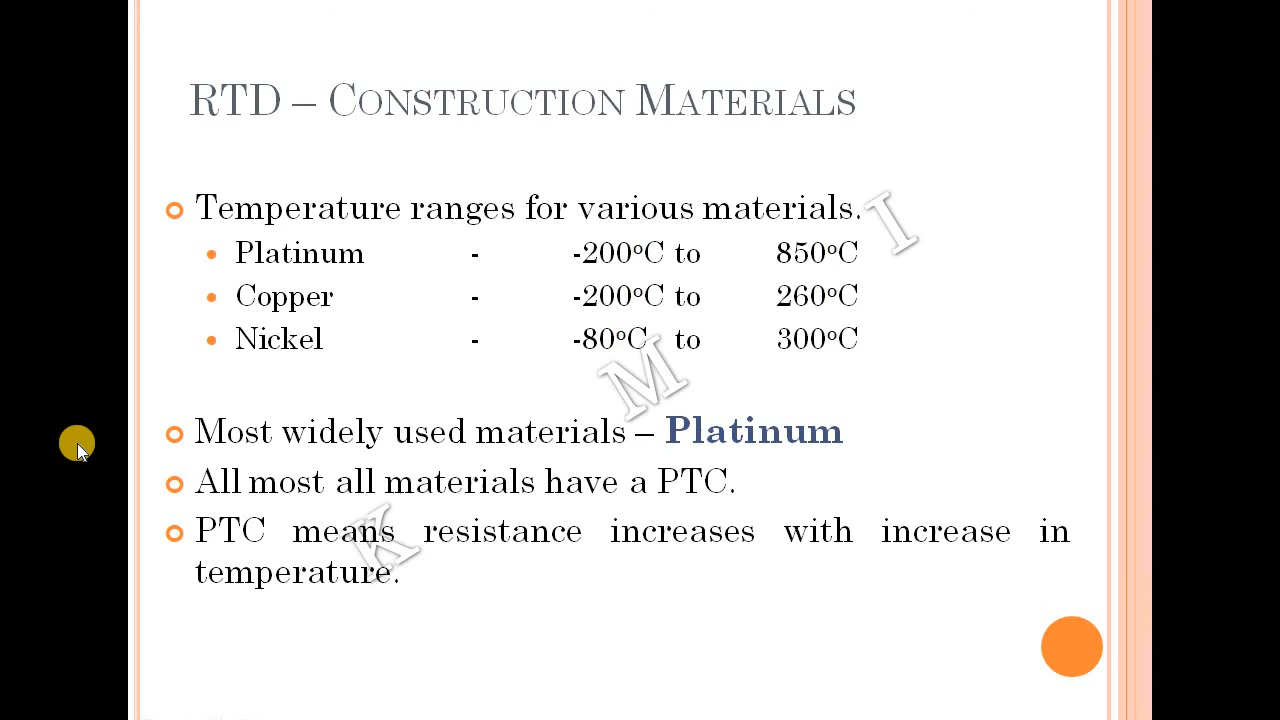 RTD – CONSTRUCTION MATERIALS
Temperature ranges for various materials.
Platinum - -200°C to 850°C
Copper - -200°C to 260°C
Nickel - -80°C to 300°C
Most widely used materials – Platinum
All most all materials have a PTC.
PTC means resistance increases with increase in
temperature.
K M I